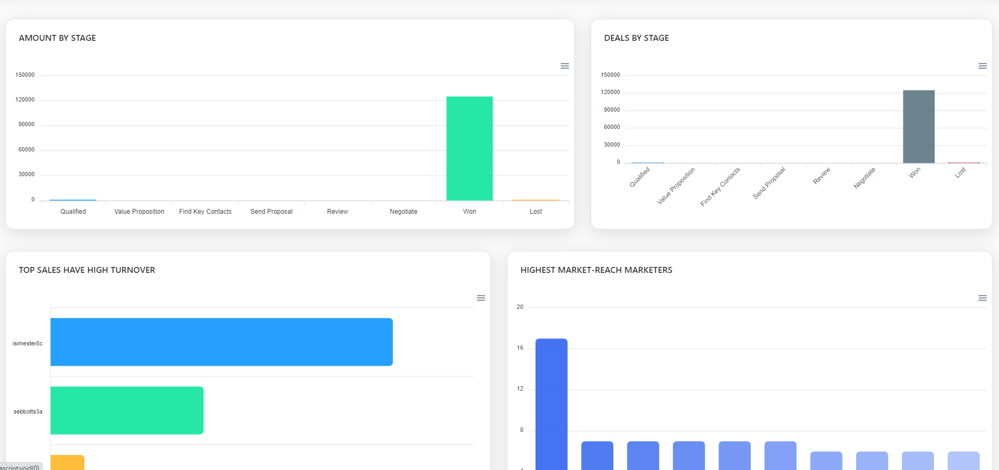 AMOUNT BY STAGE
150000
120000
90000
60000
30000
0
Qualified Value Proposition Find Key Contacts Send Proposal Review Negotiate Won Lost
DEALS BY STAGE
150000
120000
90000
60000
30000
0
Qualified Value Proposition Find Key Contacts Send Proposal Review Negotiate Won Lost
TOP SALES HAVE HIGH TURNOVER
isimester8c
sebbotts3a
HIGHEST MARKET-REACH MARKETERS
20
16
12
8
ascript:void(0)